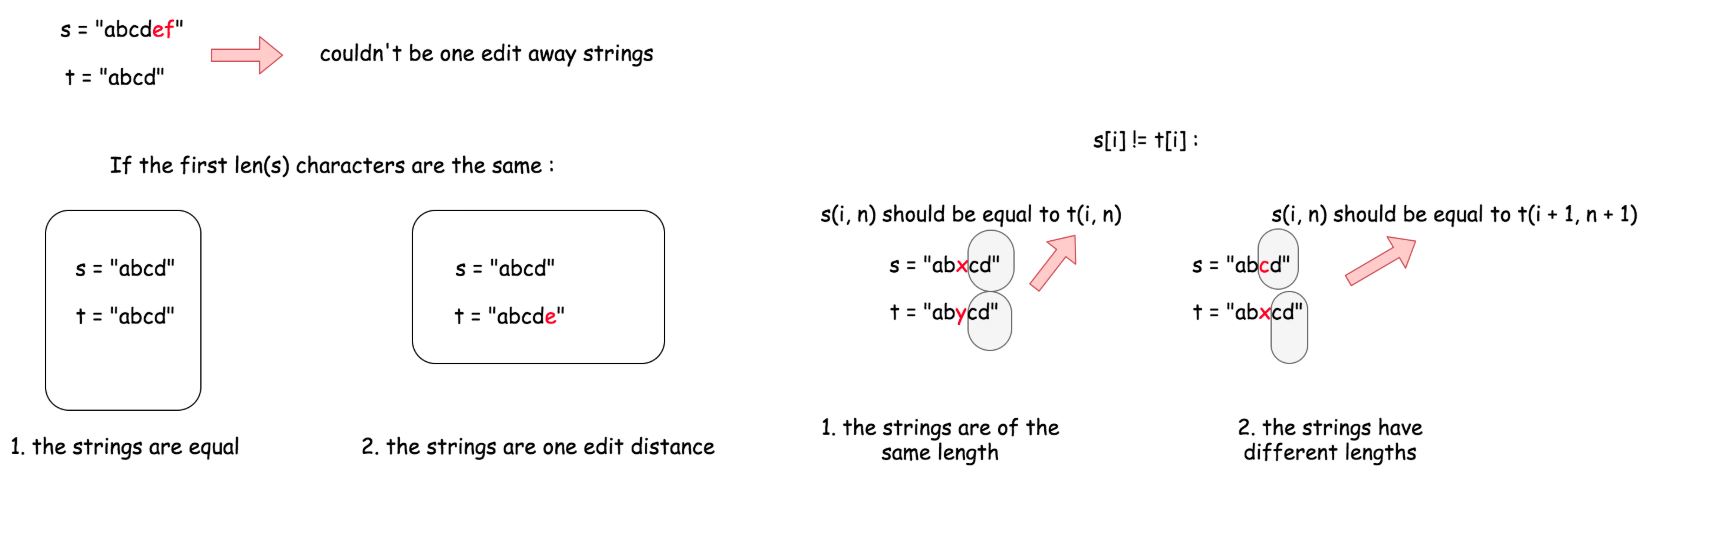 s = "abcdef"
t = "abcd"
couldn't be one edit away strings
If the first len(s) characters are the same :
s = "abcd"
t = "abcd"
1. the strings are equal
s = "abcd"
t = "abcde"
2. the strings are one edit distance
s[i] != t[i] :
s(i, n) should be equal to t(i, n)
s = "abxcd"
t = "abycd"
1. the strings are of the
same length
s(i, n) should be equal to t(i + 1, n + 1)
s = "abcd"
t = "abxcd"
2. the strings have
different lengths